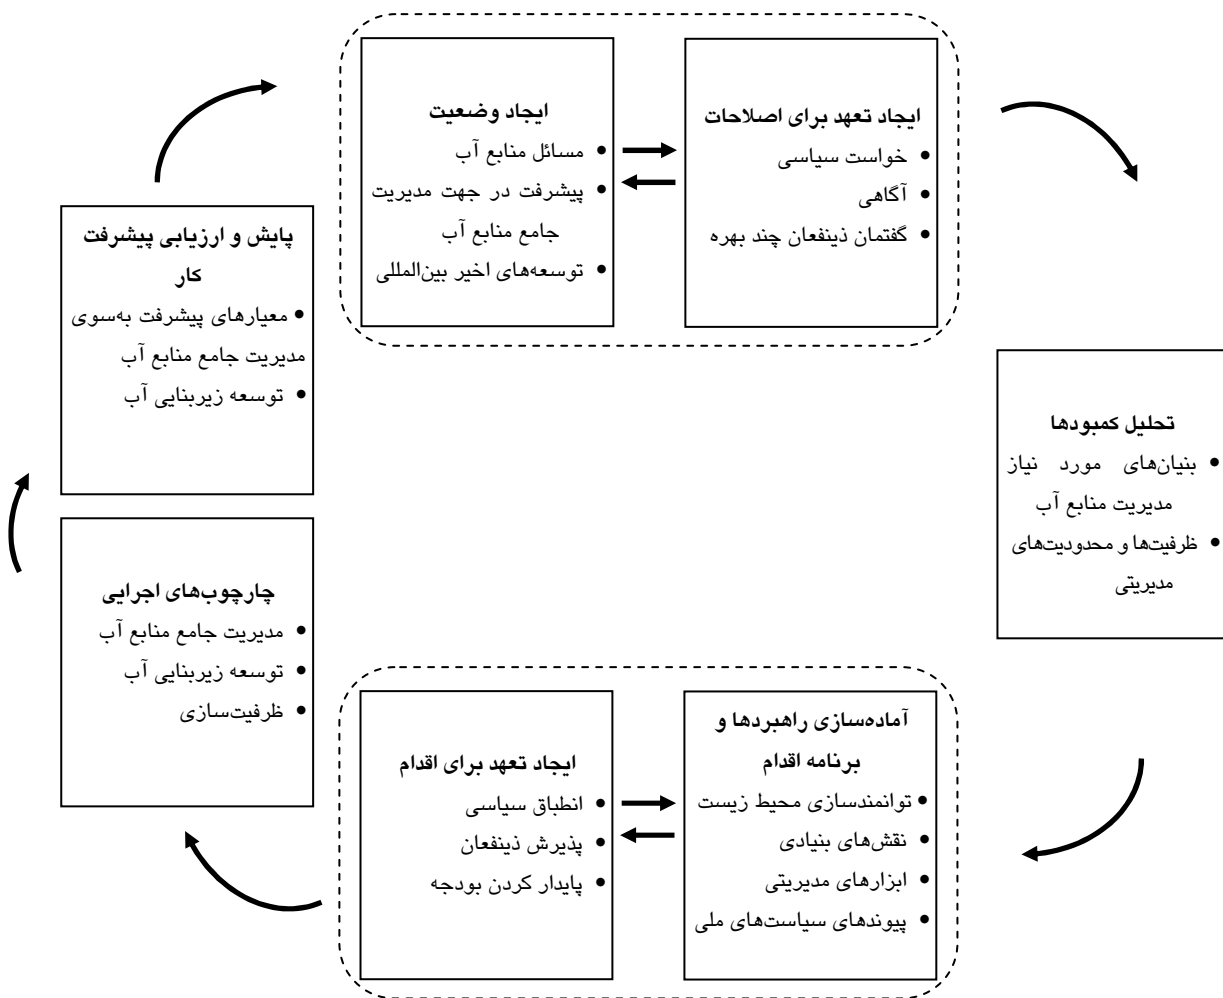 ایجاد تعهد برای اصلاحات
• خواست سیاسی
• آگاهی
• گفتمان ذینفعان چند بهره
ایجاد وضعیت
• مسائل منابع آب
• پیشرفت در جهت مدیریت
جامع منابع آب
• توسعه‌های اخیر بین‌المللی
تحلیل کمبودها
• بنیان‌های مورد نیاز
مدیریت منابع آب
• ظرفیت‌ها و محدودیت‌های
مدیریتی
آماده‌سازی راهبردها و
برنامه اقدام
• توانمندسازی محیط زیست
• نقش‌های بنیادی
• ابزارهای مدیریتی
• پیوندهای سیاست‌های ملی
ایجاد تعهد برای اقدام
• انطباق سیاسی
• پذیرش ذینفعان
• پایدار کردن بودجه
چارچوب‌های اجرایی
• مدیریت جامع منابع آب
• توسعه زیربنایی آب
• ظرفیت‌سازی
پایش و ارزیابی پیشرفت
کار
• معیارهای پیشرفت به‌سوی
مدیریت جامع منابع آب
• توسعه زیربنایی آب